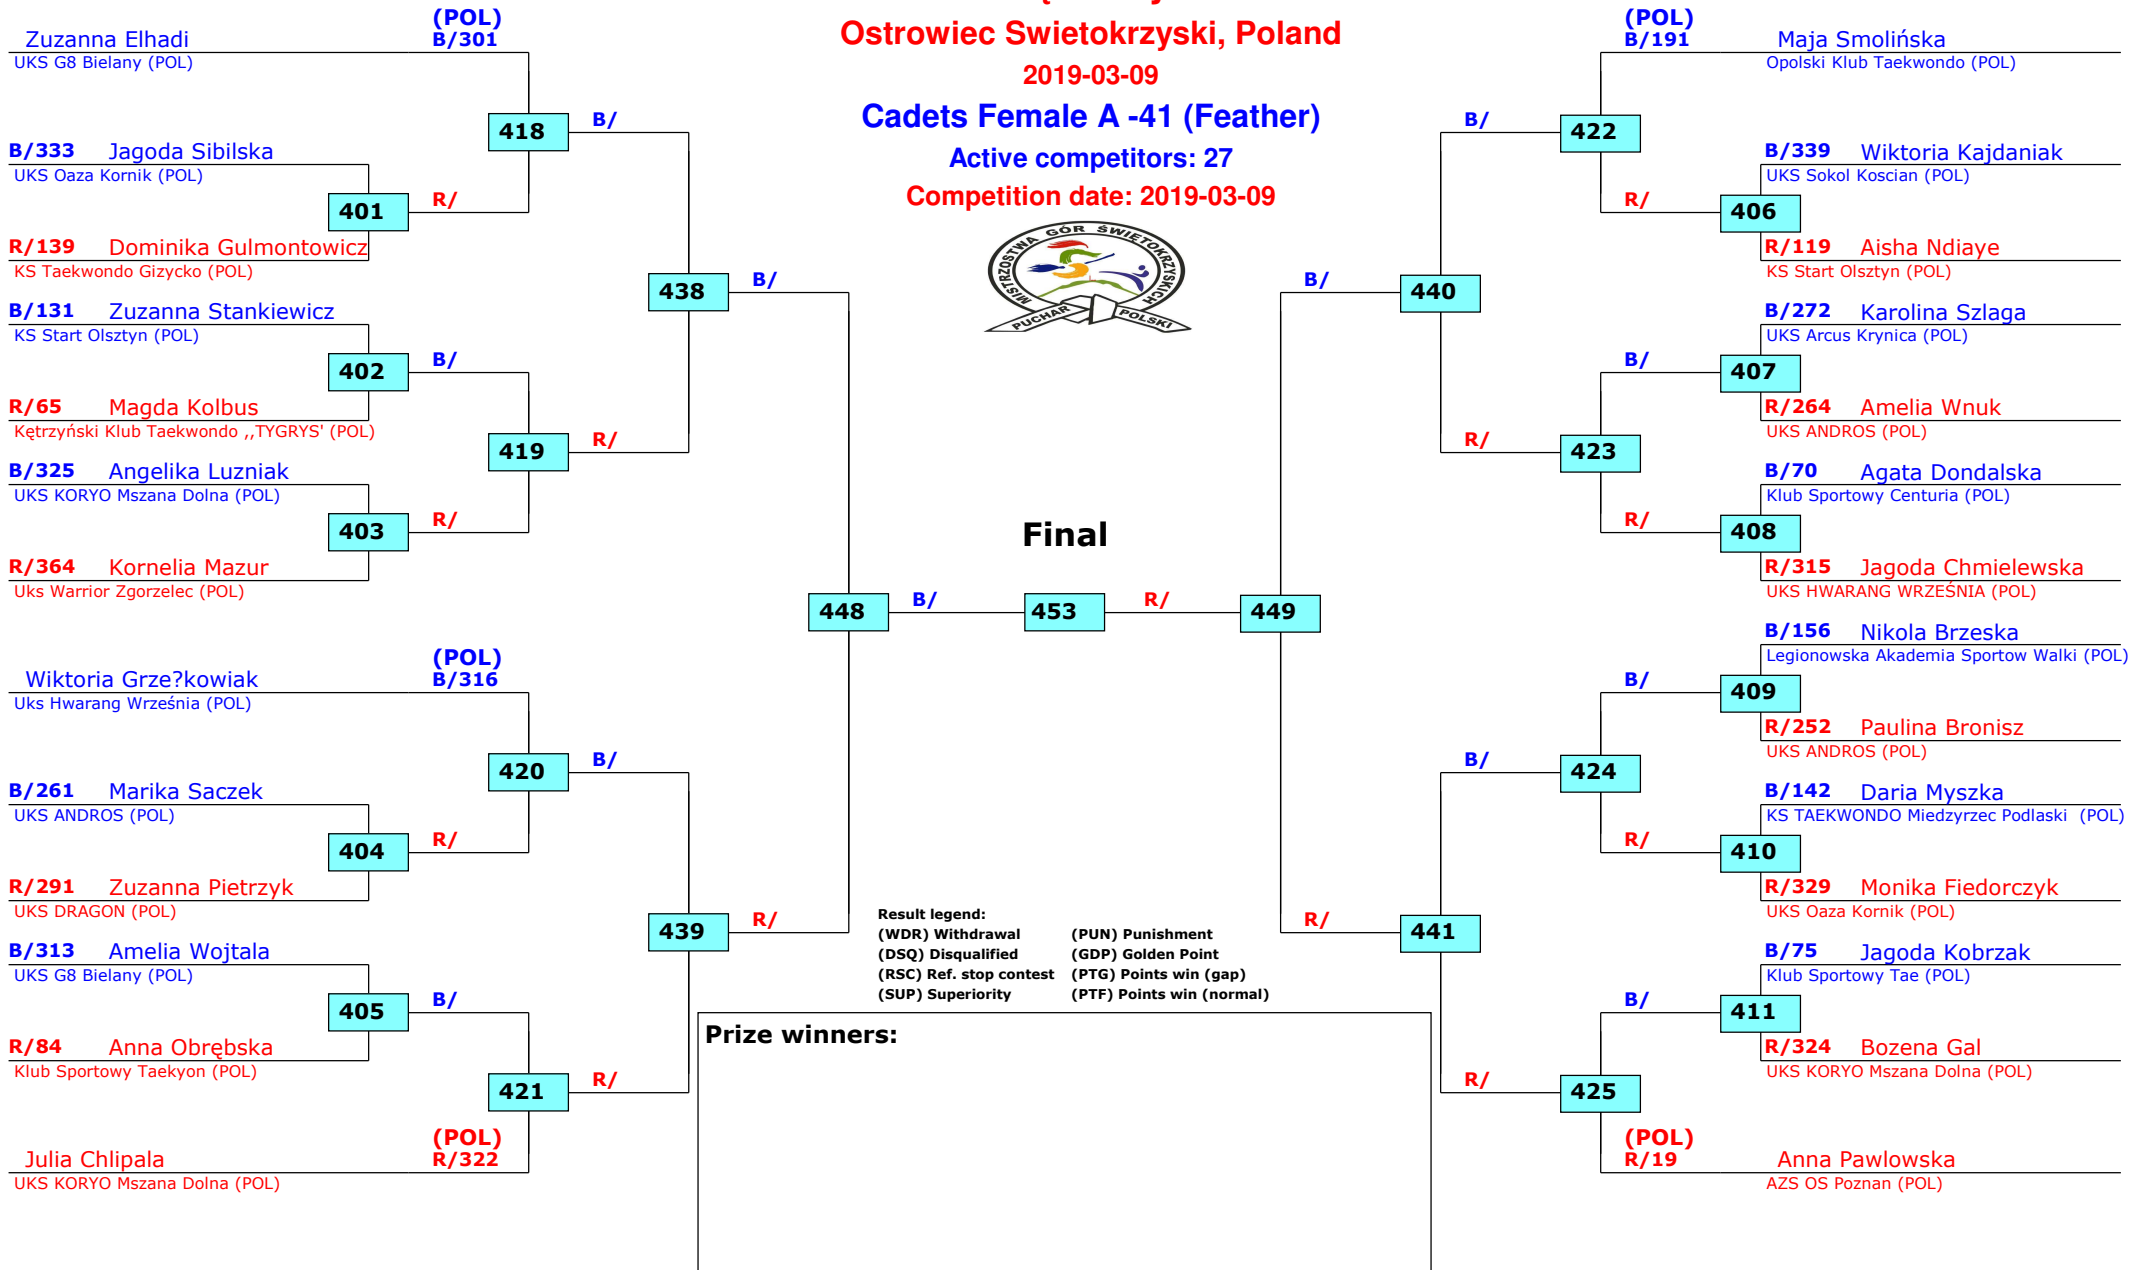 Ostrowiec Swietokrzyski, Poland
2019-03-09
Cadets Female A -41 (Feather)
Active competitors: 27
Competition date: 2019-03-09
MISTRZOSTWA GÓR ŚWIĘTOKRZYSKICH
PUCHAR POLSKI
(POL)
Zuzanna Elhadi B/301
UKS G8 Bielany (POL)
418 B/
B/333 Jagoda Sibilska
UKS Oaza Kornik (POL)
401 R/
R/139 Dominika Gulmontowicz
KS Taekwondo Gizycko (POL)
438 B/
B/131 Zuzanna Stankiewicz
KS Start Olsztyn (POL)
402 B/
R/65 Magda Kolbus
Kętrzyński Klub Taekwondo ,,TYGRYS' (POL)
419 R/
B/325 Angelika Luzniak
UKS KORYO Mszana Dolna (POL)
403 R/
R/364 Kornelia Mazur
Uks Warrior Zgorzelec (POL)
(POL)
Wiktoria Grze?kowiak B/316
Uks Hwarang Września (POL)
420 B/
B/261 Marika Saczek
UKS ANDROS (POL)
404 R/
R/291 Zuzanna Pietrzyk
UKS DRAGON (POL)
439 R/
B/313 Amelia Wojtala
UKS G8 Bielany (POL)
405 B/
R/84 Anna Obrębska
Klub Sportowy Taekyon (POL)
421 R/
(POL)
Julia Chlipala R/322
UKS KORYO Mszana Dolna (POL)
Final
448 B/ 453 R/ 449
(POL)
B/191 Maja Smolińska
Opolski Klub Taekwondo (POL)
B/ 422
B/339 Wiktoria Kajdaniak
UKS Sokol Koscian (POL)
R/ 406
R/119 Aisha Ndiaye
KS Start Olsztyn (POL)
B/ 440
B/272 Karolina Szlaga
UKS Arcus Krynica (POL)
B/ 407
R/264 Amelia Wnuk
UKS ANDROS (POL)
R/ 423
B/70 Agata Dondalska
Klub Sportowy Centuria (POL)
R/ 408
R/315 Jagoda Chmielewska
UKS HWARANG WRZEŚNIA (POL)
B/156 Nikola Brzeska
Legionowska Akademia Sportow Walki (POL)
B/ 409
R/252 Paulina Bronisz
UKS ANDROS (POL)
B/ 424
B/142 Daria Myszka
KS TAEKWONDO Miedzyrzec Podlaski (POL)
R/ 410
R/329 Monika Fiedorczyk
UKS Oaza Kornik (POL)
R/ 441
B/75 Jagoda Kobrzak
Klub Sportowy Tae (POL)
B/ 411
R/324 Bozena Gal
UKS KORYO Mszana Dolna (POL)
R/ 425
(POL)
R/19 Anna Pawlowska
AZS OS Poznan (POL)
Result legend:
(WDR) Withdrawal (PUN) Punishment
(DSQ) Disqualified (GDP) Golden Point
(RSC) Ref. stop contest (PTG) Points win (gap)
(SUP) Superiority (PTF) Points win (normal)
Prize winners: